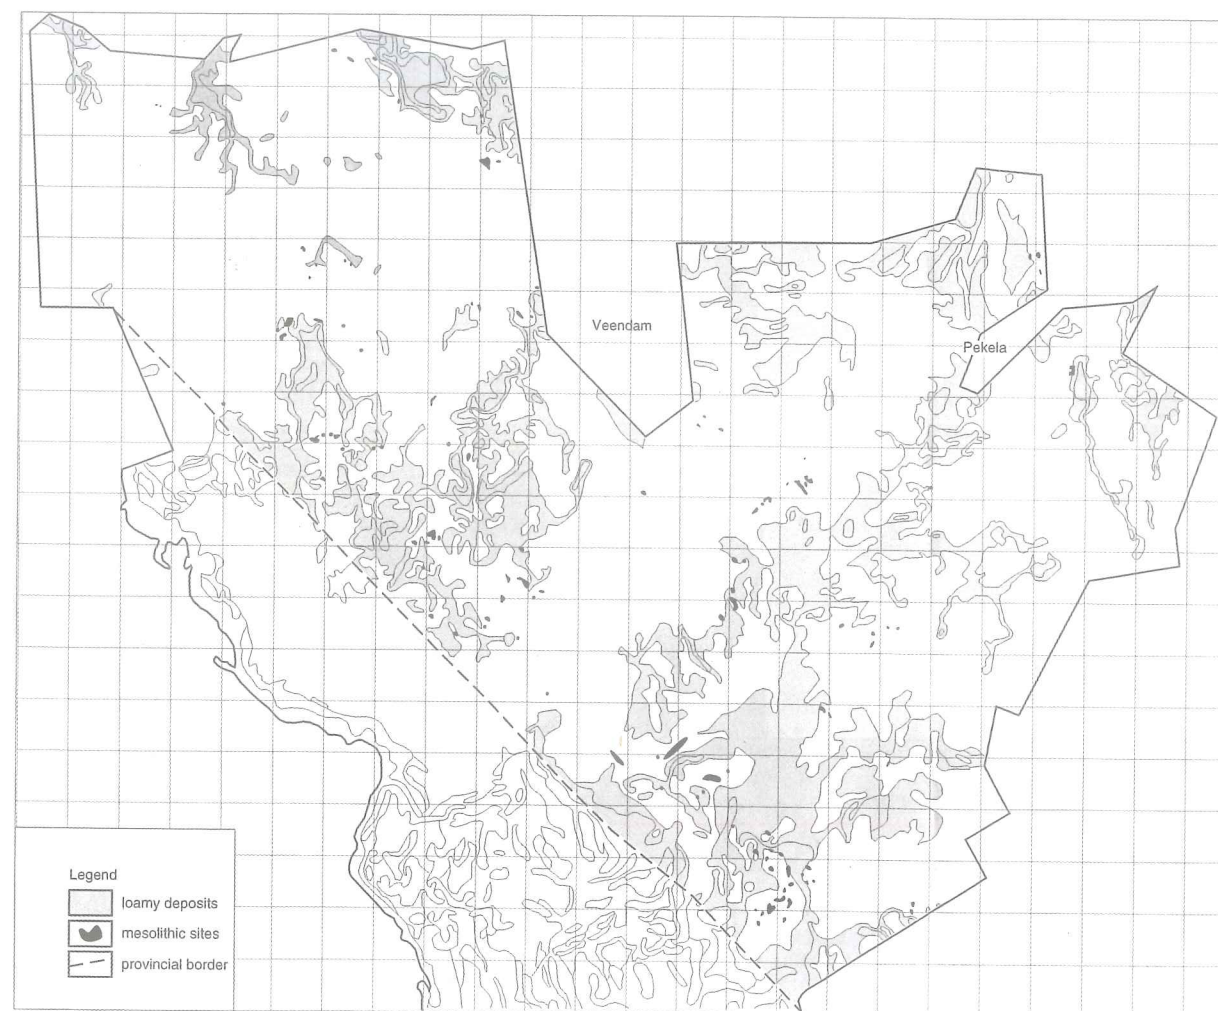 Veendam
Pekela
Legend
loamy deposits
mesolithic sites
provincial border